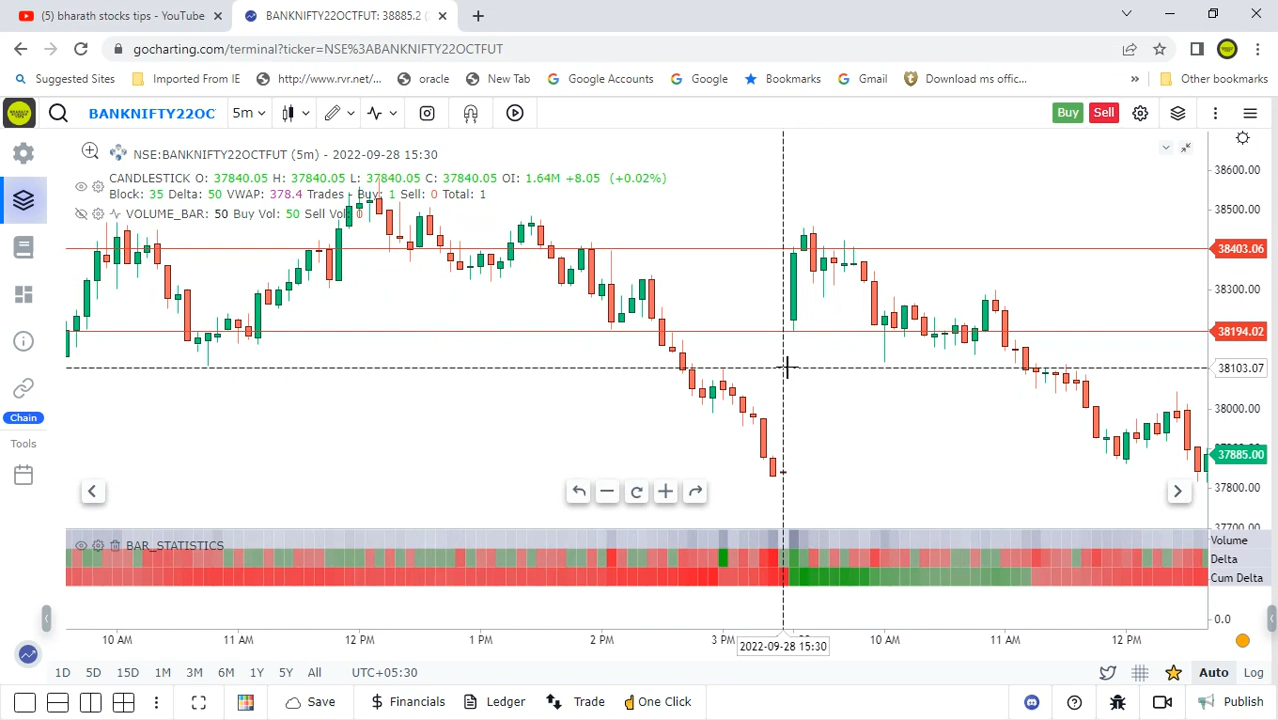 (5) bharath stocks tips - YouTube
BANKNIFTY22OCTFUT: 38885.2 (
gocharting.com/terminal?ticker=NSE%3ABANKNIFTY22OCTFUT
Suggested Sites
Imported From IE
http://www.rvr.net/...
oracle
New Tab
Google Accounts
Google
Bookmarks
Gmail
Download ms offic...
»
Other bookmarks
BANKNIFTY22OC
5m
Buy
Sell
NSE:BANKNIFTY22OCTFUT (5m) - 2022-09-28 15:30
CANDLESTICK O: 37840.05 H: 37840.05 L: 37840.05 C: 37840.05 OI: 1.64M +8.05 (+0.02%)
Block: 35 Delta: 50 VWAP: 378.4 Trades - Buy: 1 Sell: 0 Total: 1
VOLUME_BAR: 50 Buy Vol: 50 Sell Vol: 0
38600.00
38500.00
38403.06
38300.00
38194.02
38103.07
38000.00
37885.00
37800.00
37700.00
BAR_STATISTICS
Volume
Delta
Cum Delta
0.0
10 AM
11 AM
12 PM
1 PM
2 PM
3 PM
10 AM
11 AM
12 PM
2022-09-28 15:30
Chain
Tools
1D
5D
15D
1M
3M
6M
1Y
5Y
All
UTC+05:30
Auto
Log
Save
$ Financials
Ledger
Trade
One Click
Publish